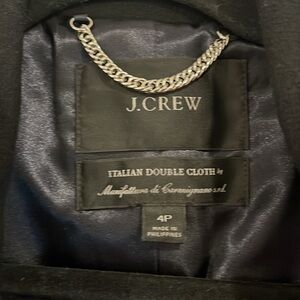 J.CREW
ITALIAN DOUBLE CLOTH by
Manifattura di Carmignano s.r.l.
4P
MADE IN
PHILIPPINES